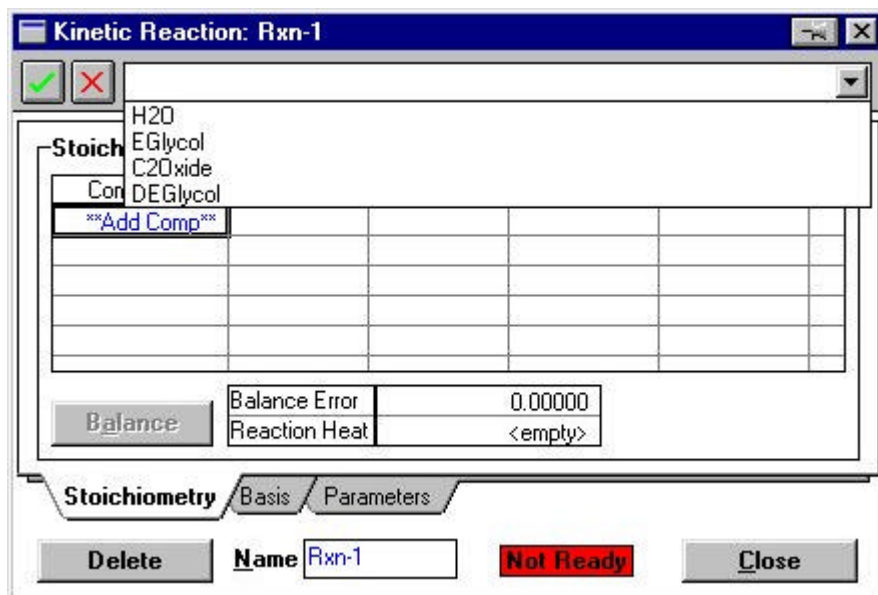 Kinetic Reaction: Rxn-1
H2O
EGlycol
C2Oxide
DEGlycol
Stoich
Con
**Add Comp**
Balance
Balance Error 0.00000
Reaction Heat <empty>
Stoichiometry Basis Parameters
Delete Name Rxn-1 Not Ready Close